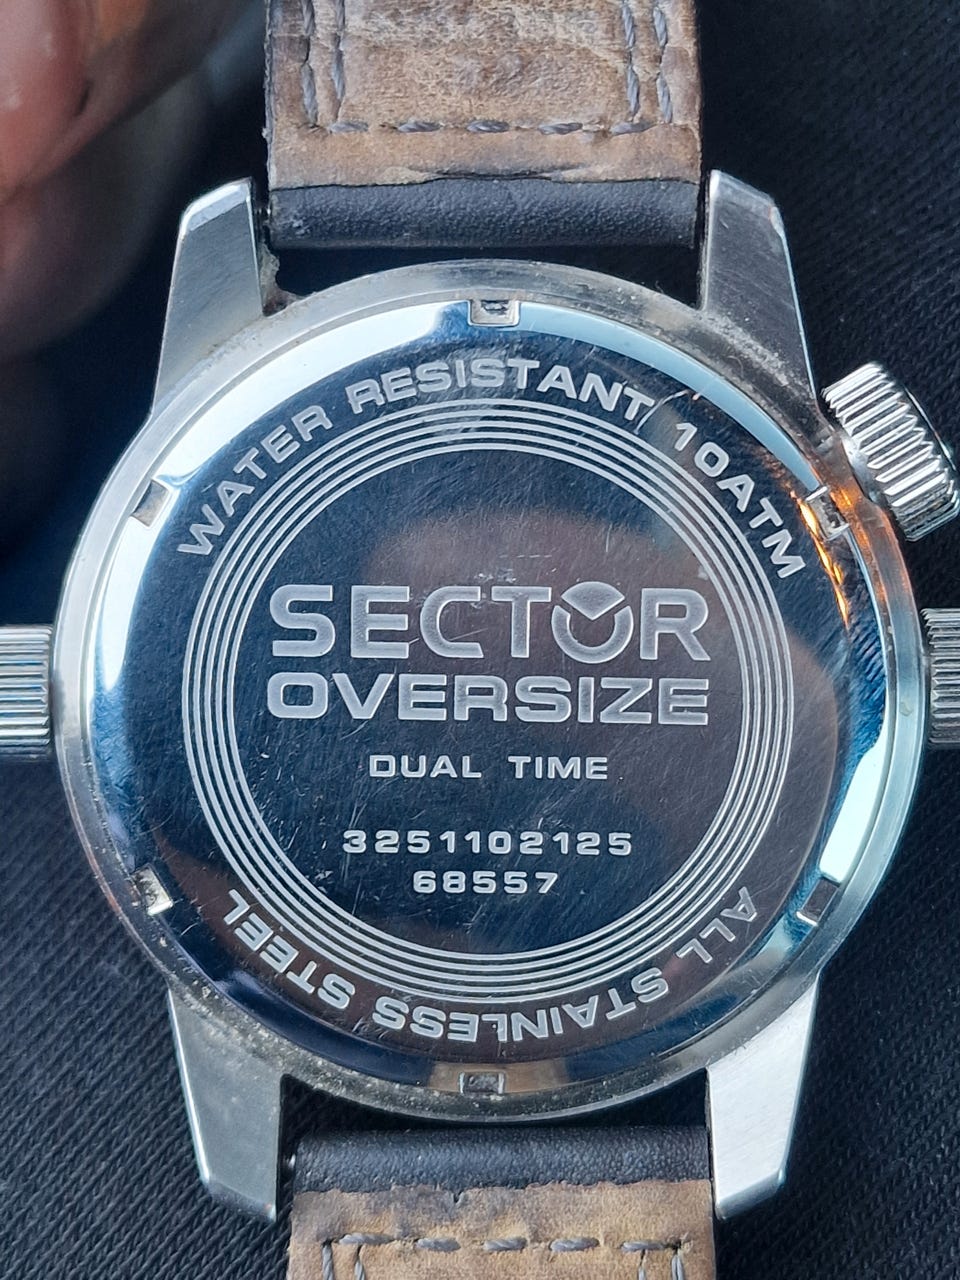 WATER RESISTANT 10ATM
SECTOR
OVERSIZE
DUAL TIME
3251102125
68557
ALL STAINLESS STEEL